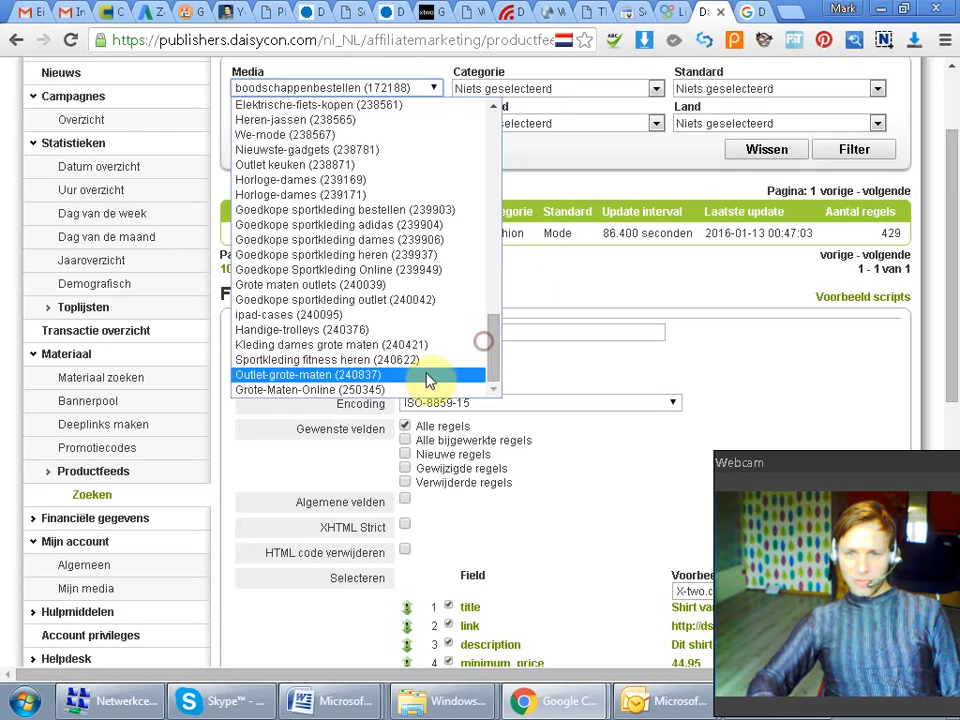 Mark
https://publishers.daisycon.com/nl_NL/affiliatemarketing/productfee
Nieuws
Campagnes
Overzicht
Statistieken
Datum overzicht
Uur overzicht
Dag van de week
Dag van de maand
Jaaroverzicht
Demografisch
Toplijsten
Transactie overzicht
Materiaal
Materiaal zoeken
Bannerpool
Deeplinks maken
Promotiecodes
Productfeeds
Zoeken
Financiële gegevens
Mijn account
Algemeen
Mijn media
Hulpmiddelen
Account privileges
Helpdesk
Media
Categorie
Standard
boodschappenbestellen (172188)
Niets geselecteerd
Niets geselecteerd
Land
Niets geselecteerd
Niets geselecteerd
Wissen
Filter
Elektrische-fiets-kopen (238561)
Heren-jassen (238565)
We-mode (238567)
Nieuwste-gadgets (238781)
Outlet keuken (238871)
Horloge-dames (239169)
Horloge-dames (239171)
Goedkope sportkleding bestellen (239903)
Goedkope sportkleding adidas (239904)
Goedkope sportkleding dames (239906)
Goedkope sportkleding heren (239937)
Goedkope Sportkleding Online (239949)
Grote maten outlets (240039)
Goedkope sportkleding outlet (240042)
ipad-cases (240095)
Handige-trolleys (240376)
Kleding dames grote maten (240421)
Sportkleding fitness heren (240622)
Outlet-grote-maten (240837)
Grote-Maten-Online (250345)
Pagina: 1 vorige - volgende
Standard Update interval Laatste update Aantal regels
Mode 86.400 seconden 2016-01-13 00:47:03 429
vorige - volgende
1 - 1 van 1
Voorbeeld scripts
Encoding ISO-8859-15
Gewenste velden Alle regels
Alle bijgewerkte regels
Nieuwe regels
Gewijzigde regels
Verwijderde regels
Algemene velden
XHTML Strict
HTML code verwijderen
Selecteren
Field
1 title
2 link
3 description
4 minimum_price 44.95
Webcam
Netwerkce...
Skype™ - ...
Microsof...
Windows...
Google C...
Microsof...